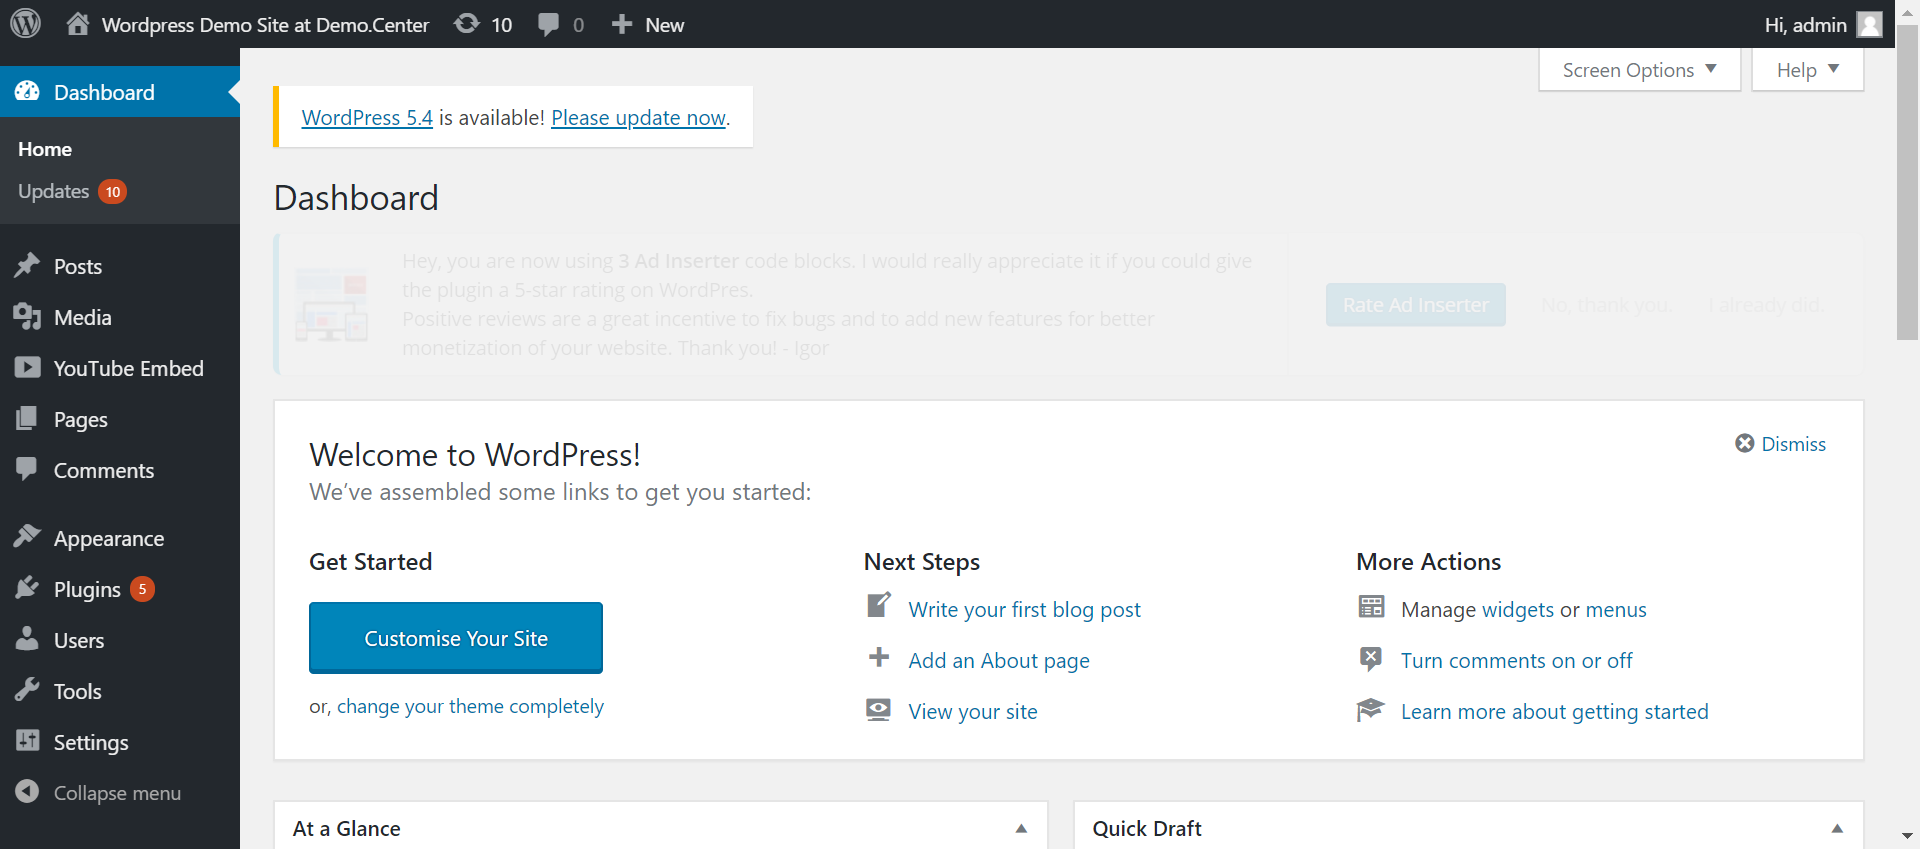 Wordpress Demo Site at Demo.Center 10 0 New Hi, admin
Screen Options Help
Dashboard
Home
Updates 10
Posts
Media
YouTube Embed
Pages
Comments
Appearance
Plugins 5
Users
Tools
Settings
Collapse menu
WordPress 5.4 is available! Please update now.
Dashboard
Hey, you are now using 3 Ad Inserter code blocks. I would really appreciate it if you could give
the plugin a 5-star rating on WordPres.
Positive reviews are a great incentive to fix bugs and to add new features for better
monetization of your website. Thank you! - Igor
Rate Ad Inserter No, thank you. I already did.
Welcome to WordPress!
Dismiss
We've assembled some links to get you started:
Get Started
Customise Your Site
or, change your theme completely
Next Steps
Write your first blog post
Add an About page
View your site
More Actions
Manage widgets or menus
Turn comments on or off
Learn more about getting started
At a Glance
Quick Draft